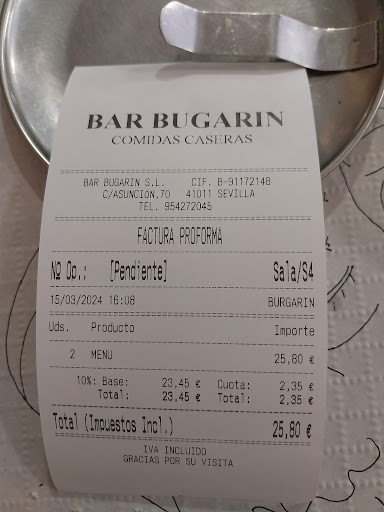 BAR BUGARIN
COMIDAS CASERAS
BAR BUGARIN S.L. CIF. B-91172148
C/ASUNCION,70 41011 SEVILLA
TEL. 954272045
FACTURA PROFORMA
Nº Op.: [Pendiente] Sala/S4
15/03/2024 16:08 BURGARIN
Uds. Producto Importe
2 MENU 25,80 €
10%: Base: 23,45 € Cuota: 2,35 €
Total: 23,45 € Total: 2,35 €
Total (Impuestos Incl.) 25,80 €
IVA INCLUIDO
GRACIAS POR SU VISITA